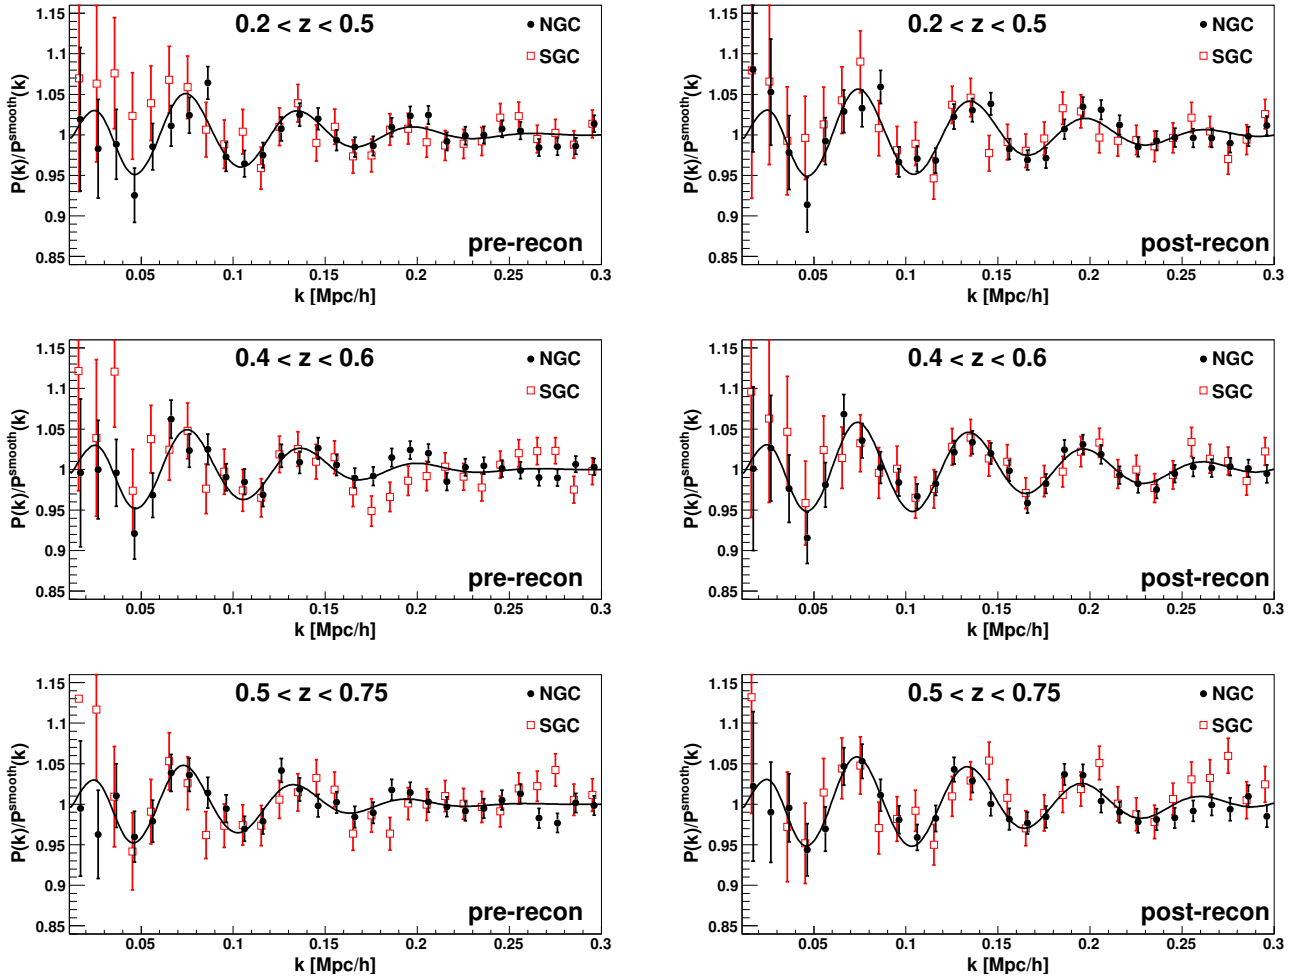 0.2 < z < 0.5
NGC
SGC
pre-recon
P(k)/P^smooth(k)
1.15
1.1
1.05
1
0.95
0.9
0.85
0.05 0.1 0.15 0.2 0.25 0.3
k [Mpc/h]
0.2 < z < 0.5
NGC
SGC
post-recon
P(k)/P^smooth(k)
1.15
1.1
1.05
1
0.95
0.9
0.85
0.05 0.1 0.15 0.2 0.25 0.3
k [Mpc/h]
0.4 < z < 0.6
NGC
SGC
pre-recon
P(k)/P^smooth(k)
1.15
1.1
1.05
1
0.95
0.9
0.85
0.05 0.1 0.15 0.2 0.25 0.3
k [Mpc/h]
0.4 < z < 0.6
NGC
SGC
post-recon
P(k)/P^smooth(k)
1.15
1.1
1.05
1
0.95
0.9
0.85
0.05 0.1 0.15 0.2 0.25 0.3
k [Mpc/h]
0.5 < z < 0.75
NGC
SGC
pre-recon
P(k)/P^smooth(k)
1.15
1.1
1.05
1
0.95
0.9
0.85
0.05 0.1 0.15 0.2 0.25 0.3
k [Mpc/h]
0.5 < z < 0.75
NGC
SGC
post-recon
P(k)/P^smooth(k)
1.15
1.1
1.05
1
0.95
0.9
0.85
0.05 0.1 0.15 0.2 0.25 0.3
k [Mpc/h]